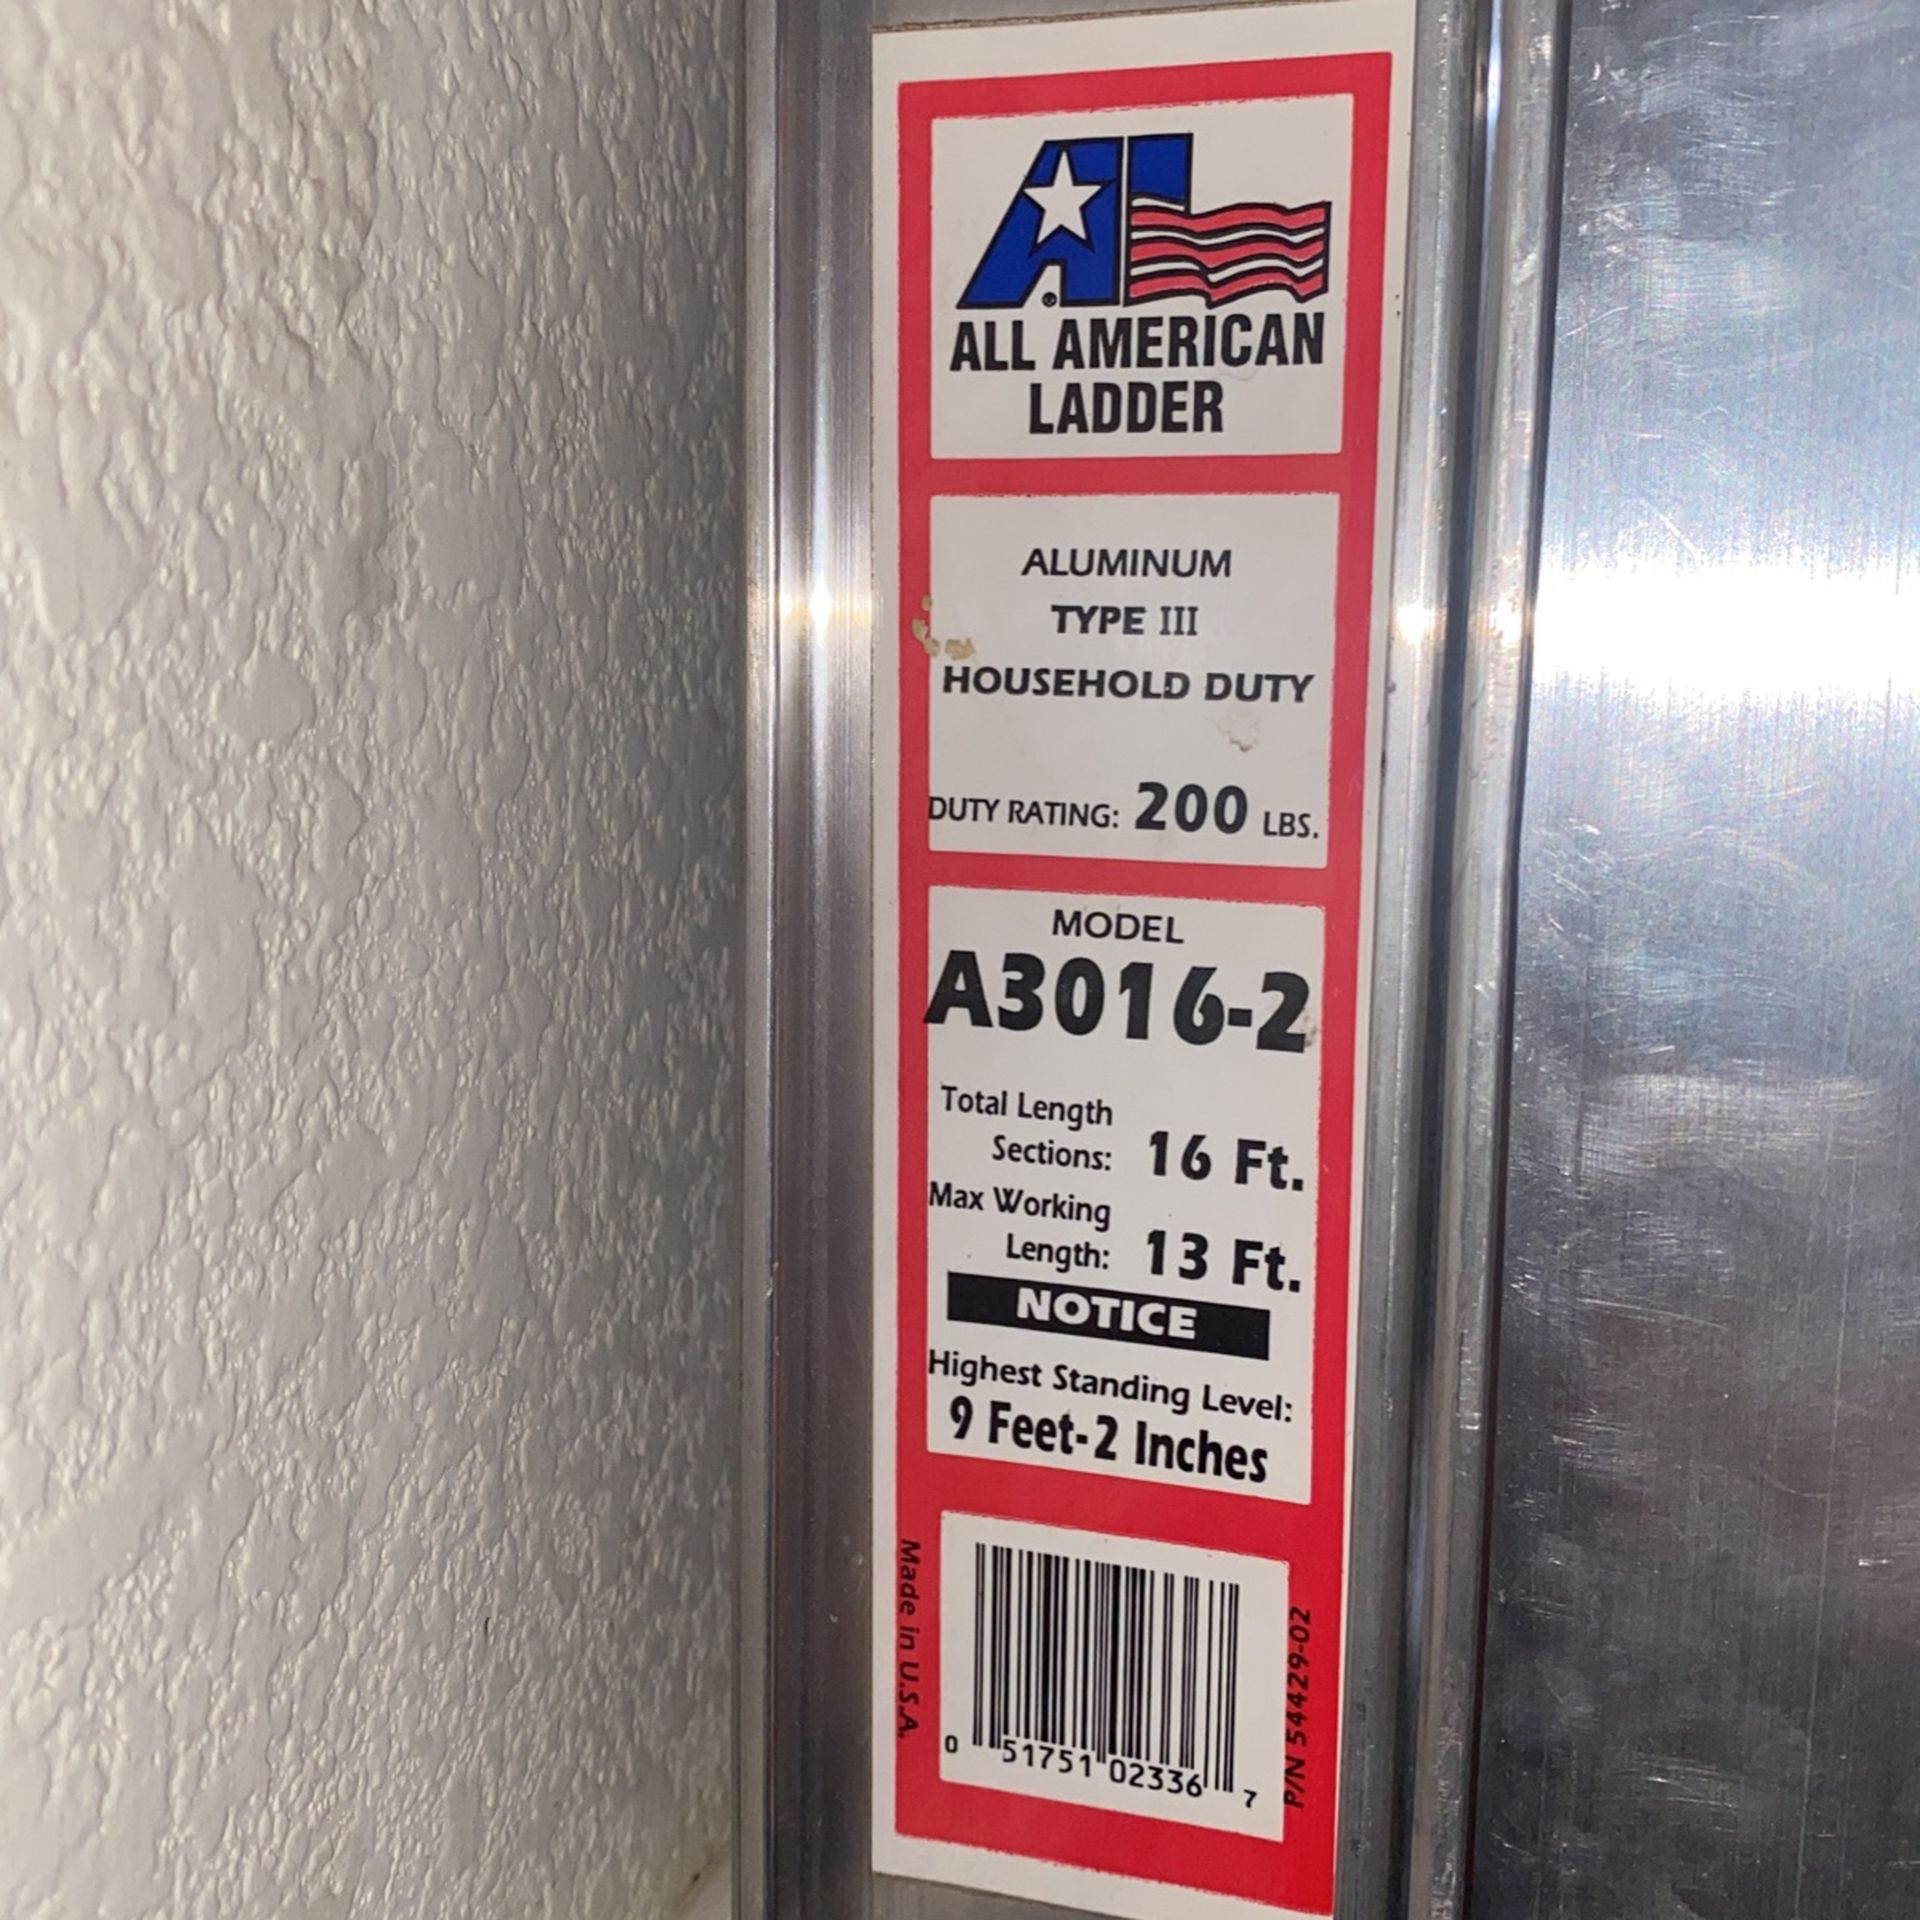 AL
®
ALL AMERICAN
LADDER
ALUMINUM
TYPE III
HOUSEHOLD DUTY
DUTY RATING: 200 LBS.
MODEL
A3016-2
Total Length
Sections: 16 Ft.
Max Working
Length: 13 Ft.
NOTICE
Highest Standing Level:
9 Feet-2 Inches
Made in U.S.A.
0 51751 02336 7
P/N 54429-02